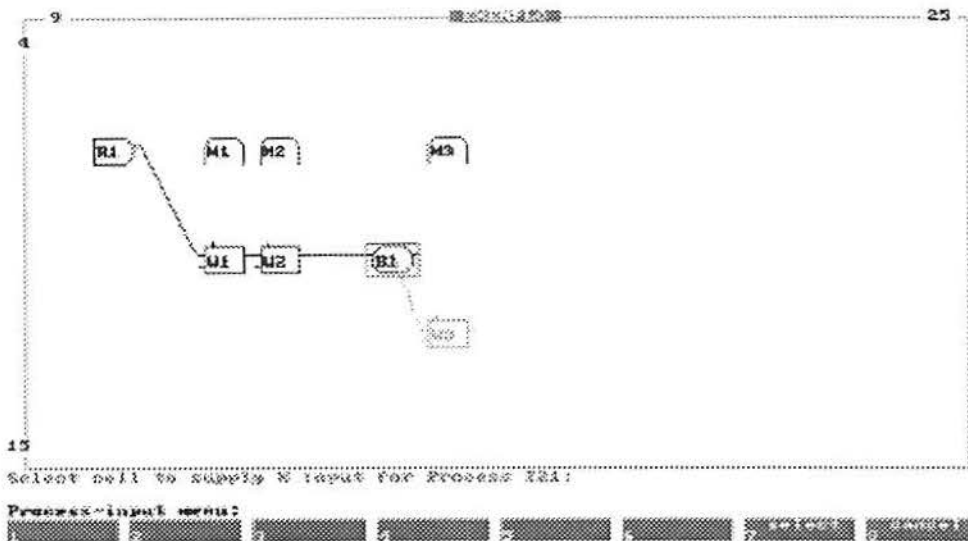 9 25
4
R1 M1 M2 M3
W1 W2 B1
15
Select cell to supply N input for Process Z21:
Process-input menu:
1 2 3 4 5 6 7 select 8 cancel